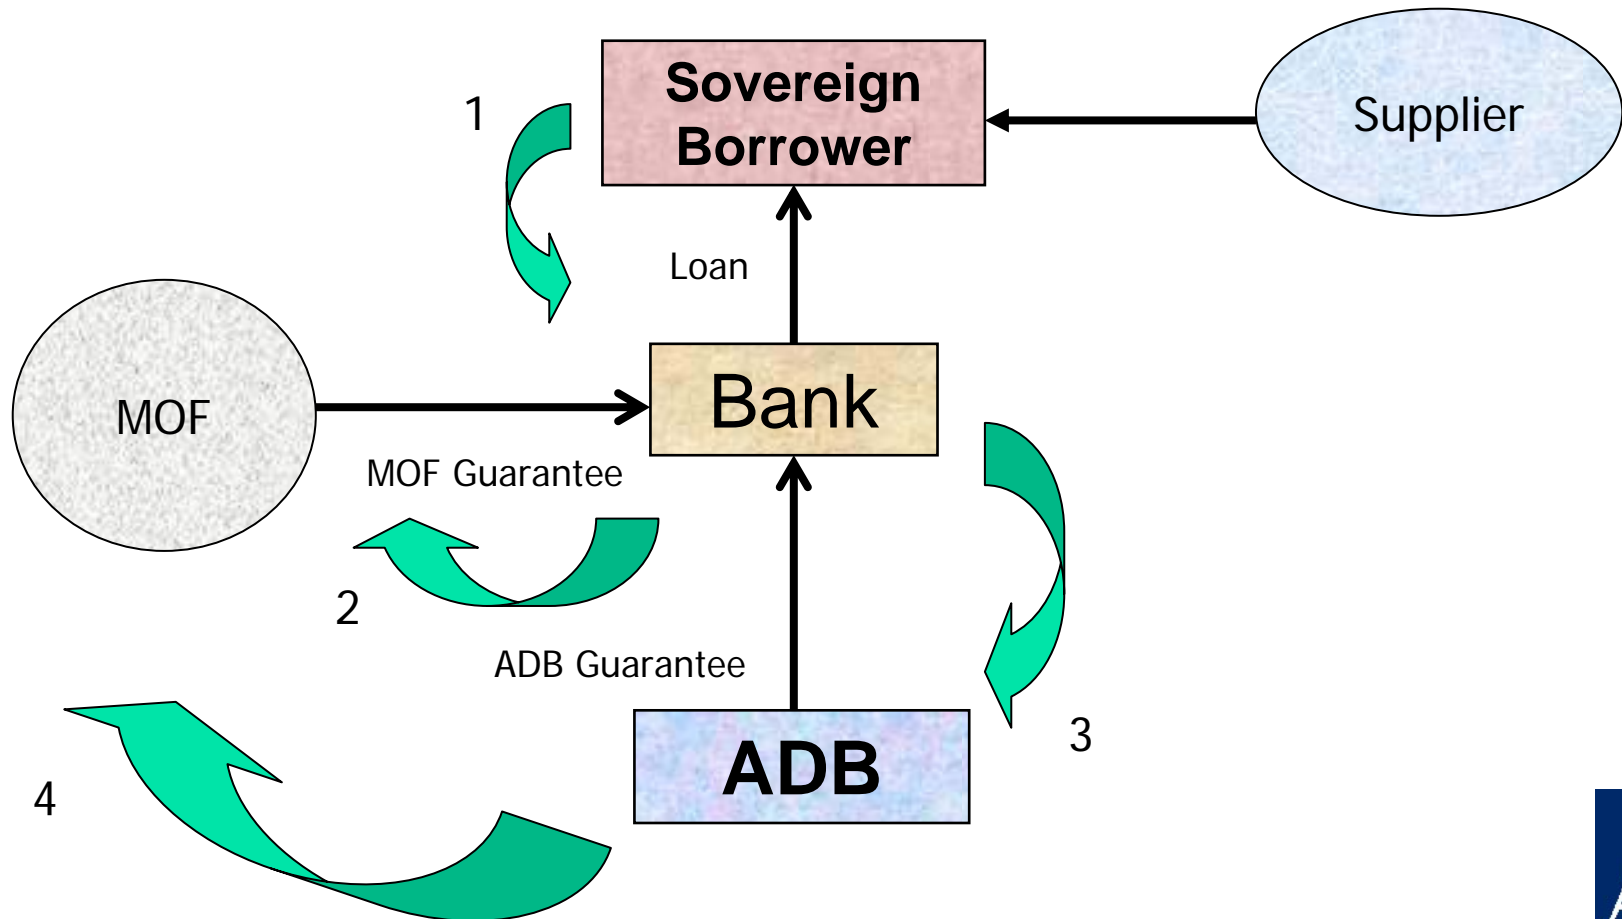 Sovereign
Borrower
Supplier
1
Loan
MOF
Bank
MOF Guarantee
2
ADB Guarantee
3
ADB
4